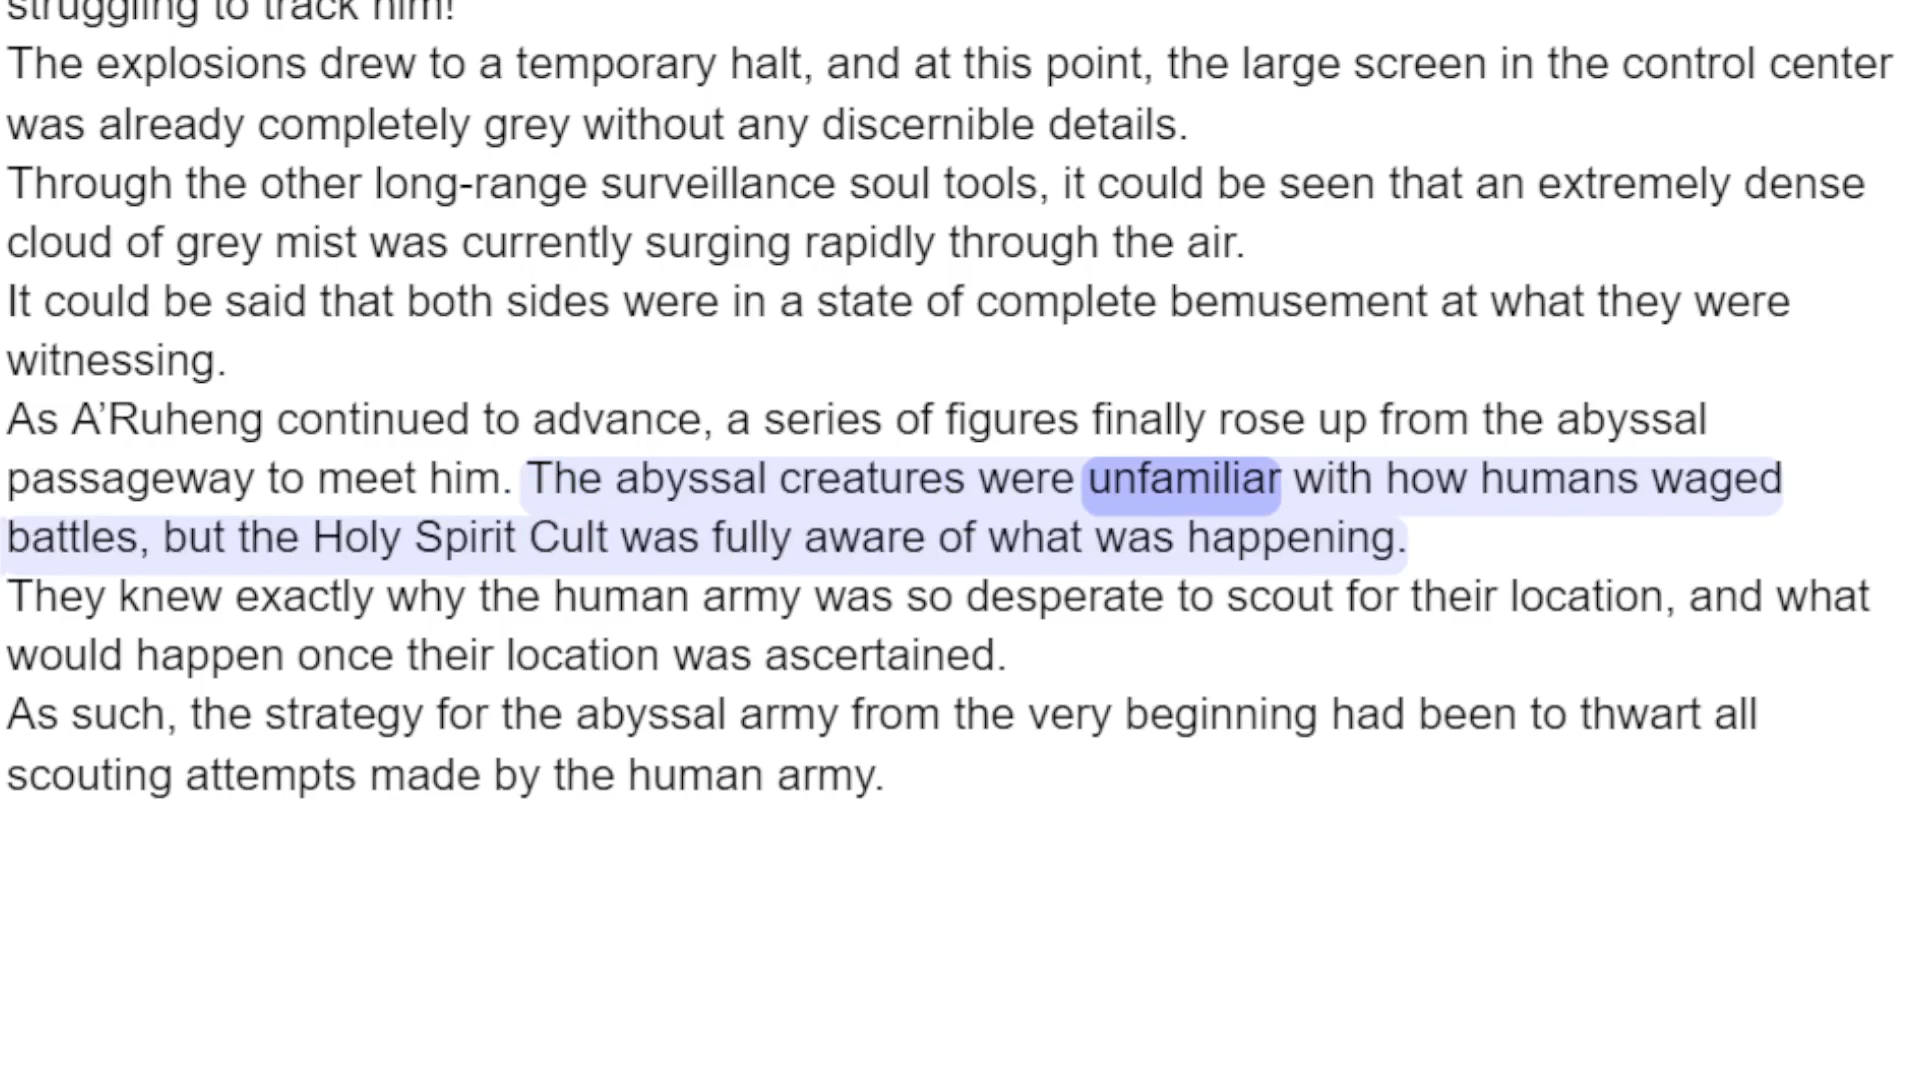 struggling to track him!
The explosions drew to a temporary halt, and at this point, the large screen in the control center
was already completely grey without any discernible details.
Through the other long-range surveillance soul tools, it could be seen that an extremely dense
cloud of grey mist was currently surging rapidly through the air.
It could be said that both sides were in a state of complete bemusement at what they were
witnessing.
As A’Ruheng continued to advance, a series of figures finally rose up from the abyssal
passageway to meet him. The abyssal creatures were unfamiliar with how humans waged
battles, but the Holy Spirit Cult was fully aware of what was happening.
They knew exactly why the human army was so desperate to scout for their location, and what
would happen once their location was ascertained.
As such, the strategy for the abyssal army from the very beginning had been to thwart all
scouting attempts made by the human army.